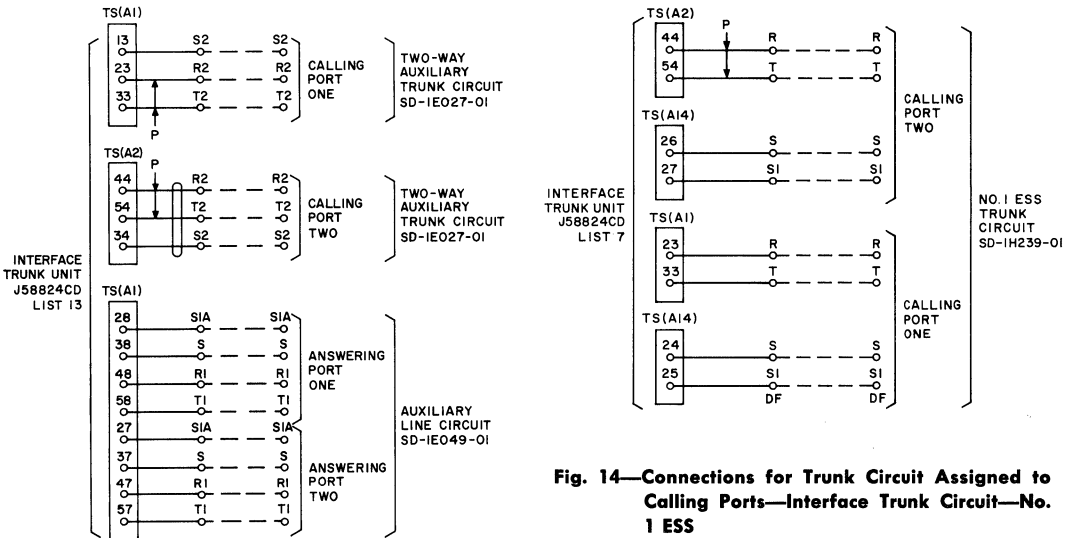 TS(A1)
13 S2 S2
23 R2 R2
33 T2 T2
P
CALLING
PORT
ONE
TWO-WAY
AUXILIARY
TRUNK CIRCUIT
SD-1E027-01
TS(A2)
P
44 R2 R2
54 T2 T2
34 S2 S2
CALLING
PORT
TWO
TWO-WAY
AUXILIARY
TRUNK CIRCUIT
SD-1E027-01
INTERFACE
TRUNK UNIT
J58824CD
LIST 13
TS(A1)
28 S1A S1A
38 S S
48 R1 R1
58 T1 T1
ANSWERING
PORT
ONE
27 S1A S1A
37 S S
47 R1 R1
57 T1 T1
ANSWERING
PORT
TWO
AUXILIARY
LINE CIRCUIT
SD-1E049-01
TS(A2)
P
44 R R
54 T T
TS(A14)
26 S S
27 S1 S1
CALLING
PORT
TWO
INTERFACE
TRUNK UNIT
J58824CD
LIST 7
TS(A1)
23 R R
33 T T
TS(A14)
24 S S
25 S1 S1
DF DF
CALLING
PORT
ONE
NO. 1 ESS
TRUNK
CIRCUIT
SD-1H239-01
Fig. 14—Connections for Trunk Circuit Assigned to
Calling Ports—Interface Trunk Circuit—No.
1 ESS